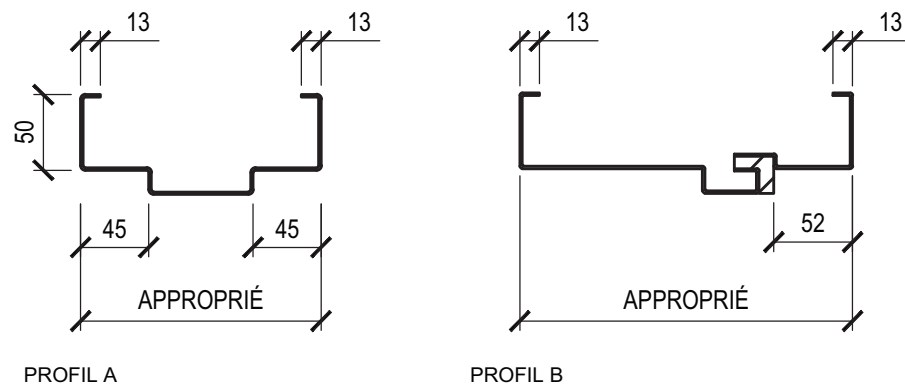 13 13 13 13
50
45 45 52
APPROPRIÉ APPROPRIÉ
PROFIL A PROFIL B